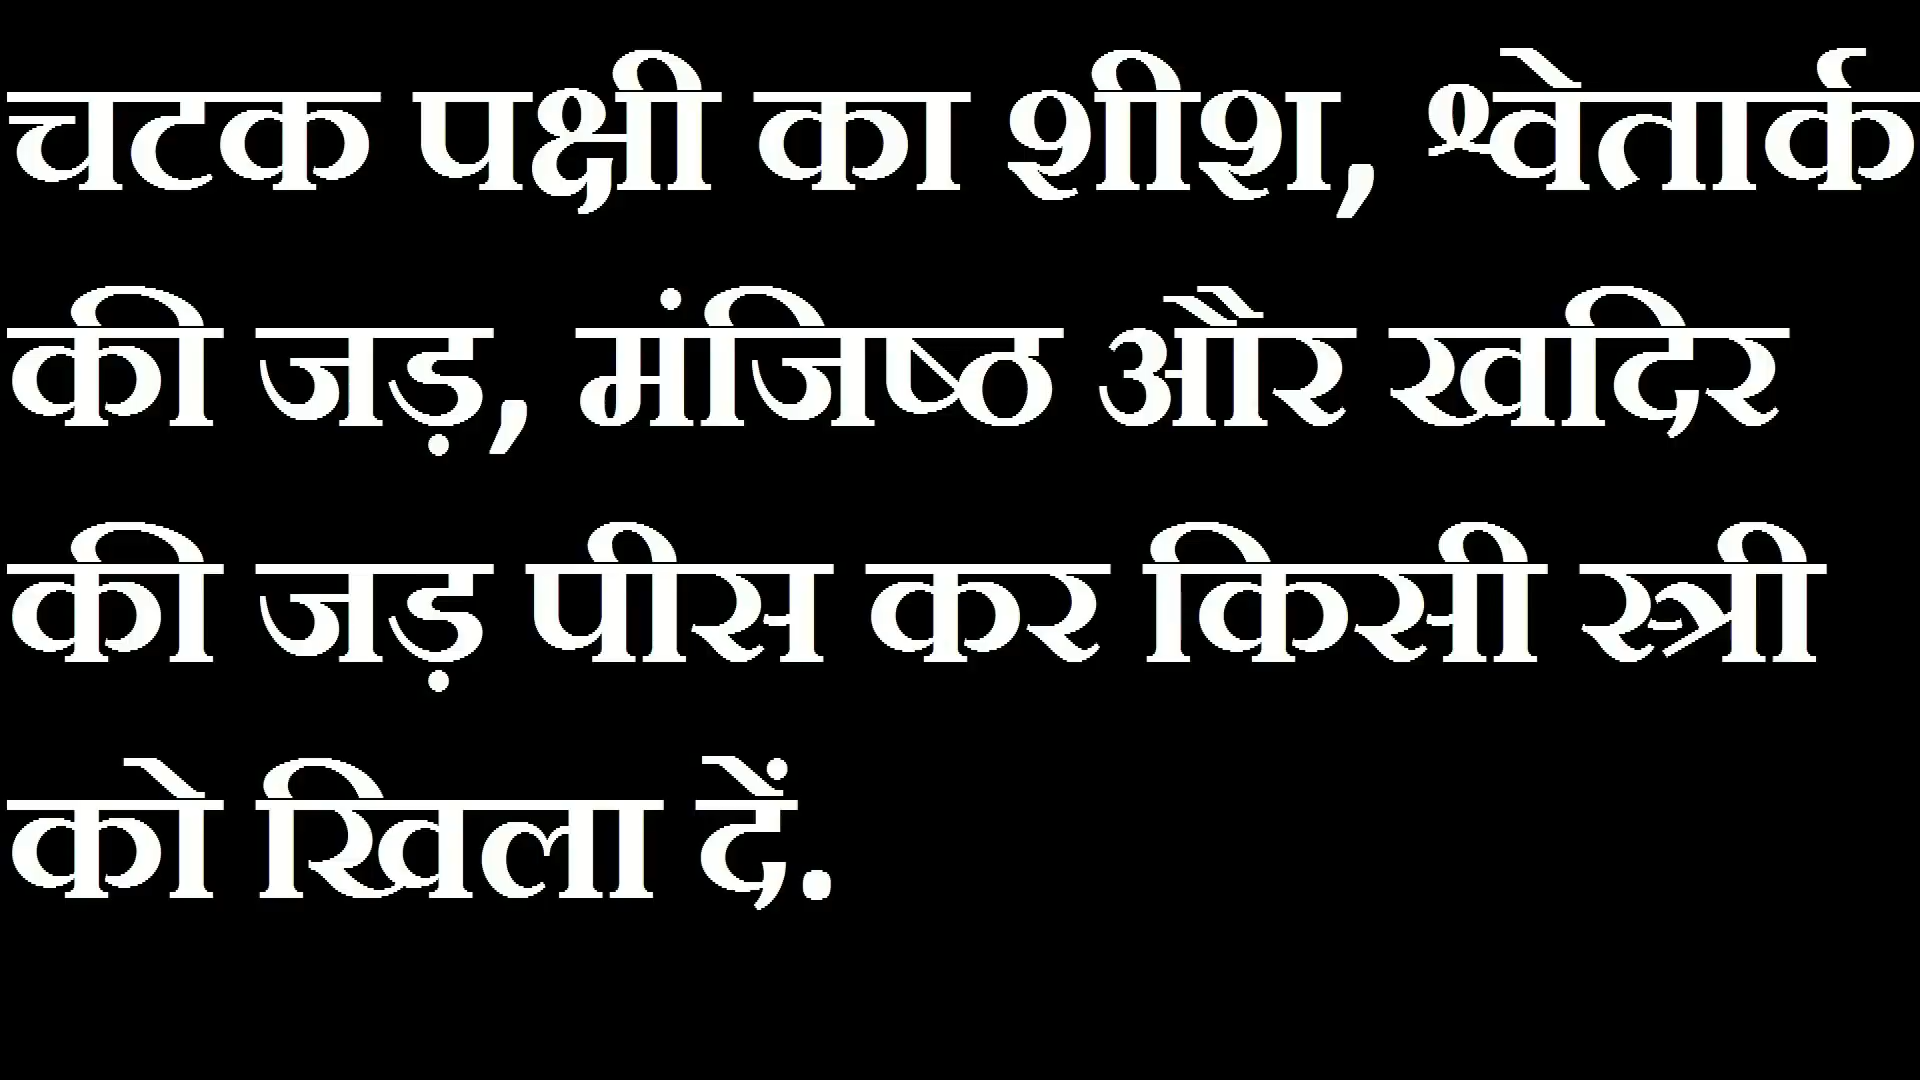 चटक पक्षी का शीश, श्वेतार्क
की जड़, मंजिष्ठ और खदिर
की जड़ पीस कर किसी स्त्री
को खिला दें.